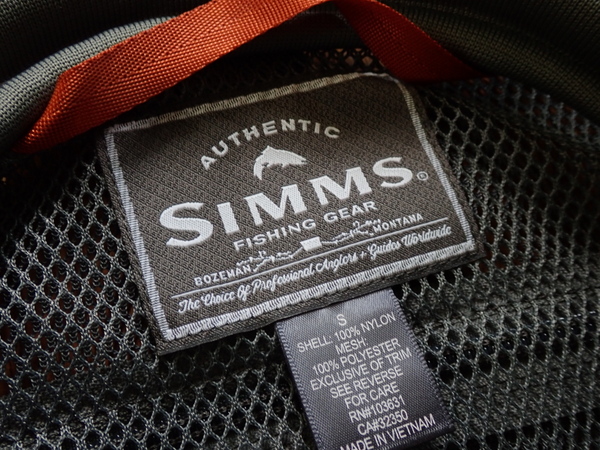 AUTHENTIC
SIMMS®
FISHING GEAR
BOZEMAN MONTANA
The Choice Of Professional Anglers + Guides Worldwide
S
SHELL: 100% NYLON
MESH:
100% POLYESTER
EXCLUSIVE OF TRIM
SEE REVERSE
FOR CARE
RN#103631
CA#32350
MADE IN VIETNAM